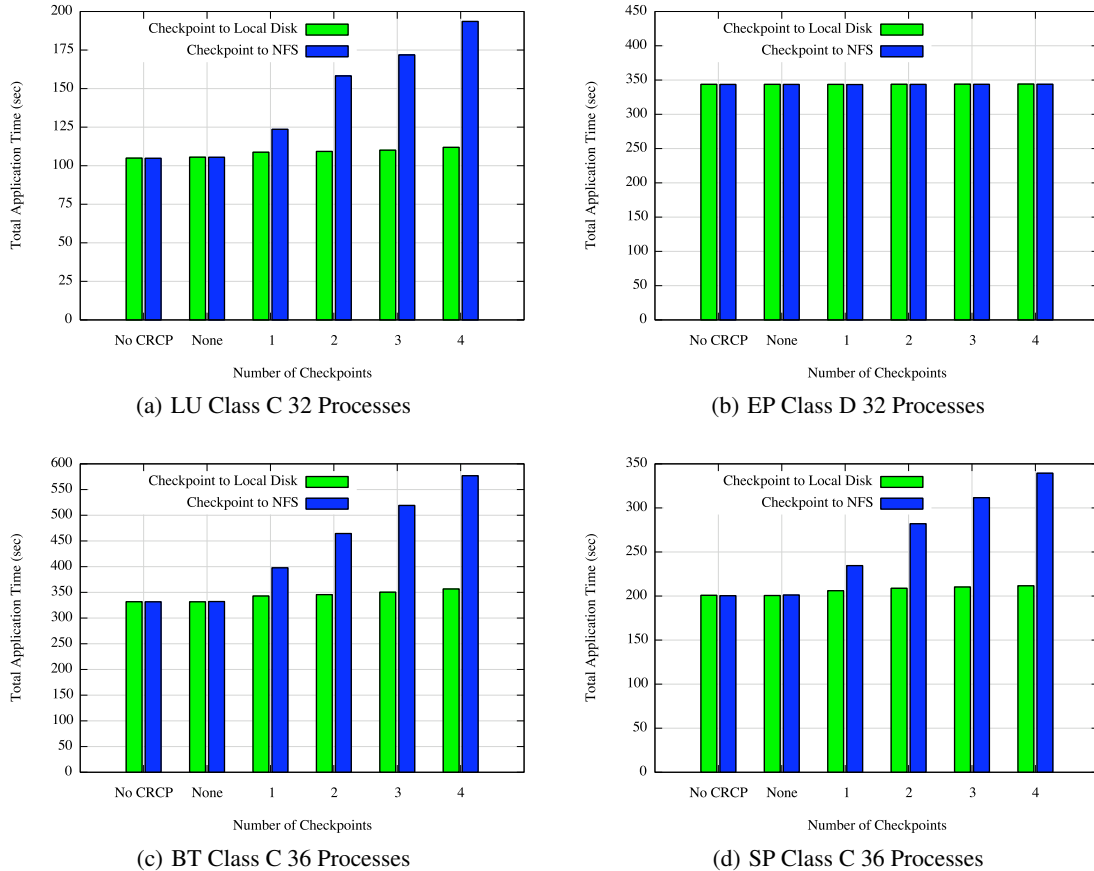 200
175
150
125
100
75
50
25
0
Total Application Time (sec)
Checkpoint to Local Disk
Checkpoint to NFS
No CRCP None 1 2 3 4
Number of Checkpoints
(a) LU Class C 32 Processes
450
400
350
300
250
200
150
100
50
0
Total Application Time (sec)
Checkpoint to Local Disk
Checkpoint to NFS
No CRCP None 1 2 3 4
Number of Checkpoints
(b) EP Class D 32 Processes
600
550
500
450
400
350
300
250
200
150
100
50
0
Total Application Time (sec)
Checkpoint to Local Disk
Checkpoint to NFS
No CRCP None 1 2 3 4
Number of Checkpoints
(c) BT Class C 36 Processes
350
300
250
200
150
100
50
0
Total Application Time (sec)
Checkpoint to Local Disk
Checkpoint to NFS
No CRCP None 1 2 3 4
Number of Checkpoints
(d) SP Class C 36 Processes